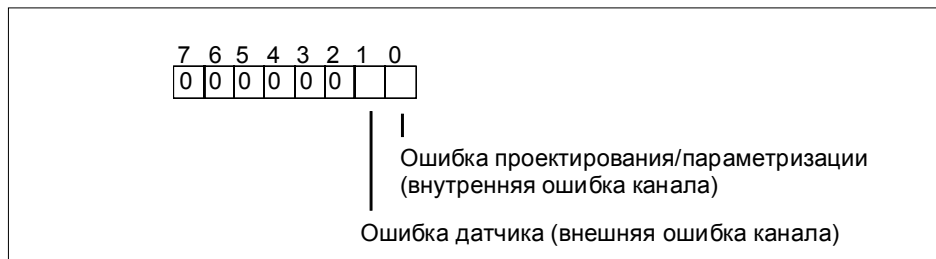 7 6 5 4 3 2 1 0
0 0 0 0 0 0
Ошибка проектирования/параметризации
(внутренняя ошибка канала)
Ошибка датчика (внешняя ошибка канала)